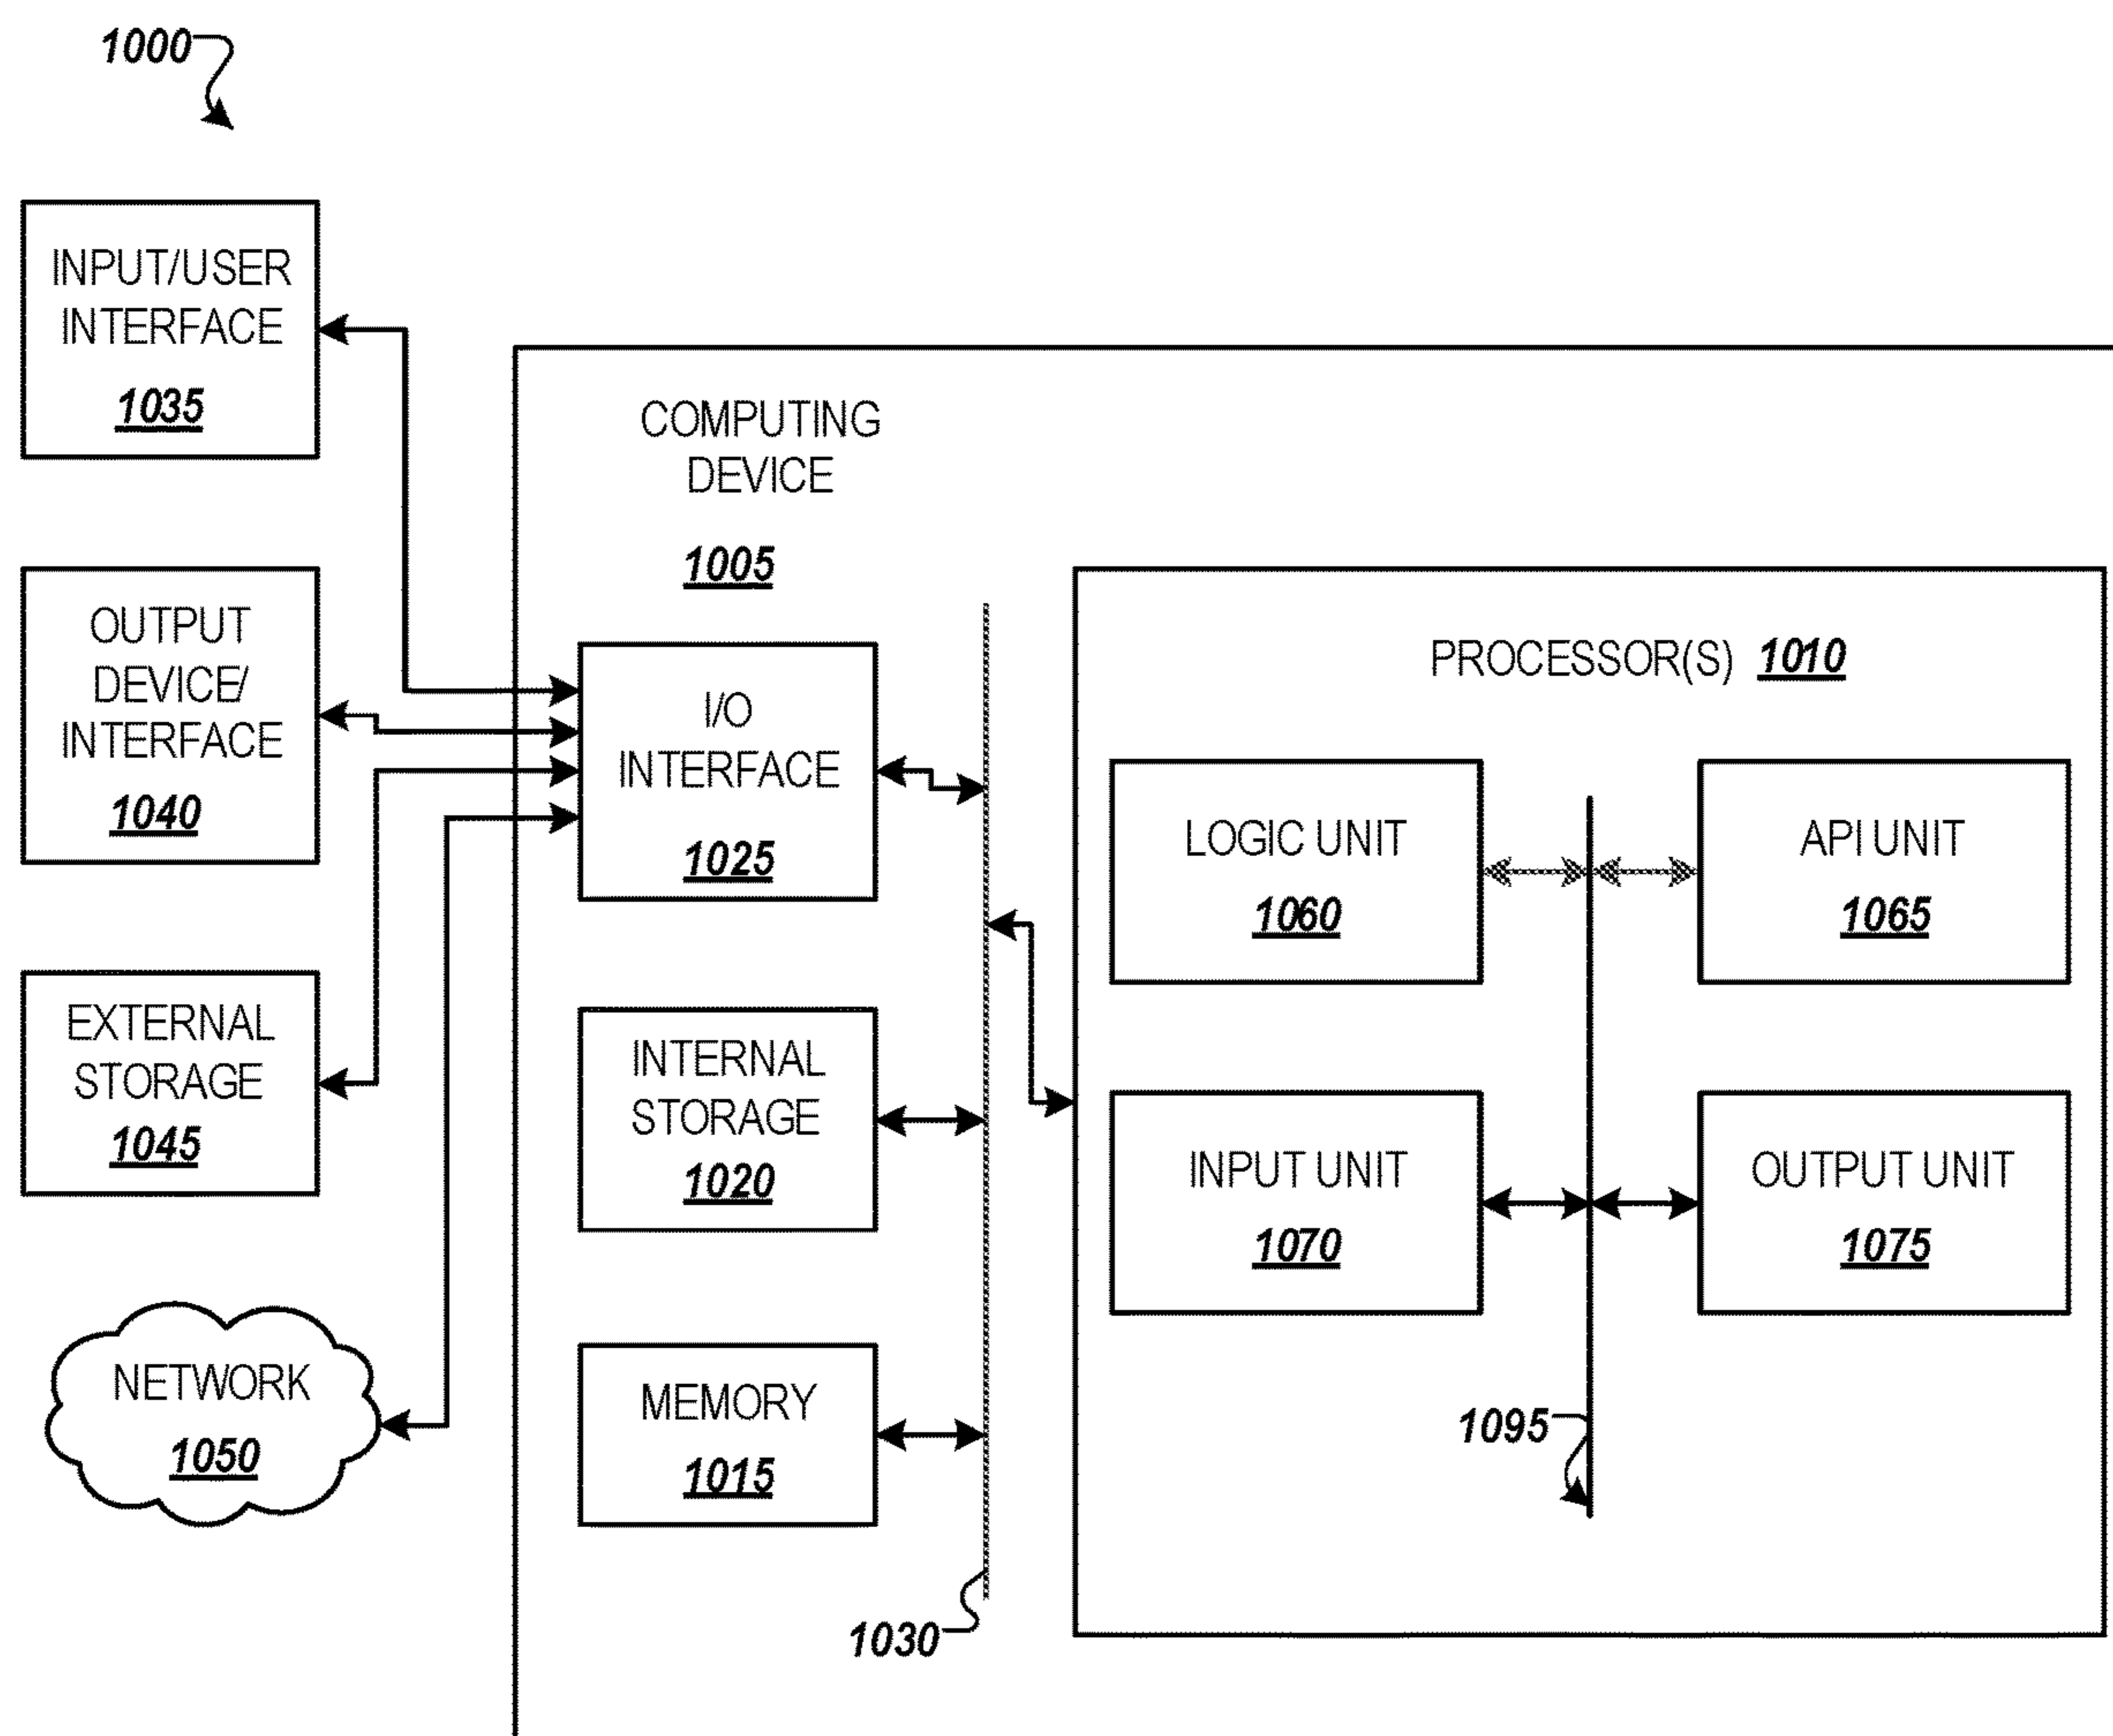 1000
INPUT/USER
INTERFACE
1035
OUTPUT
DEVICE/
INTERFACE
1040
EXTERNAL
STORAGE
1045
NETWORK
1050
COMPUTING
DEVICE
1005
I/O
INTERFACE
1025
INTERNAL
STORAGE
1020
MEMORY
1015
1030
PROCESSOR(S) 1010
LOGIC UNIT
1060
API UNIT
1065
INPUT UNIT
1070
OUTPUT UNIT
1075
1095